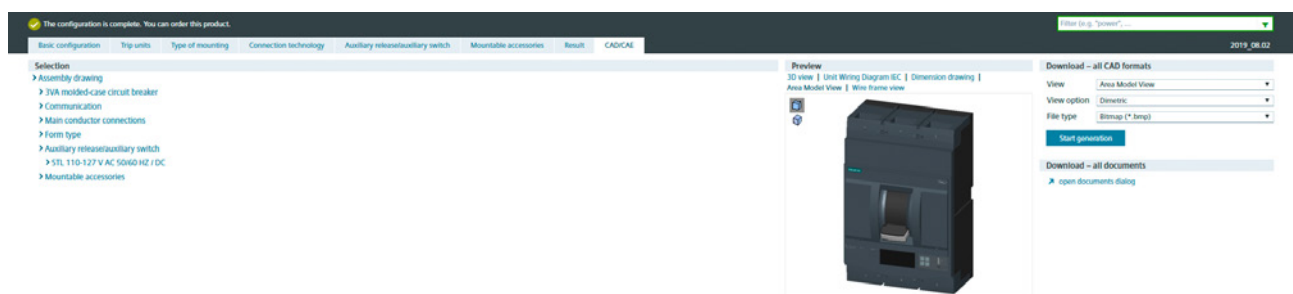 The configuration is complete. You can order this product.
Filter (e.g. "power", ...
Basic configuration Trip units Type of mounting Connection technology Auxiliary release/auxiliary switch Mountable accessories Result CAD/CAE
2019_08.02
Selection
Assembly drawing
3VA molded-case circuit breaker
Communication
Main conductor connections
Form type
Auxiliary release/auxiliary switch
STL 110-127 V AC 50/60 HZ / DC
Mountable accessories
Preview
3D view | Unit Wiring Diagram IEC | Dimension drawing |
Area Model View | Wire frame view
Download – all CAD formats
View Area Model View
View option Dimetric
File type Bitmap (*.bmp)
Start generation
Download – all documents
open documents dialog